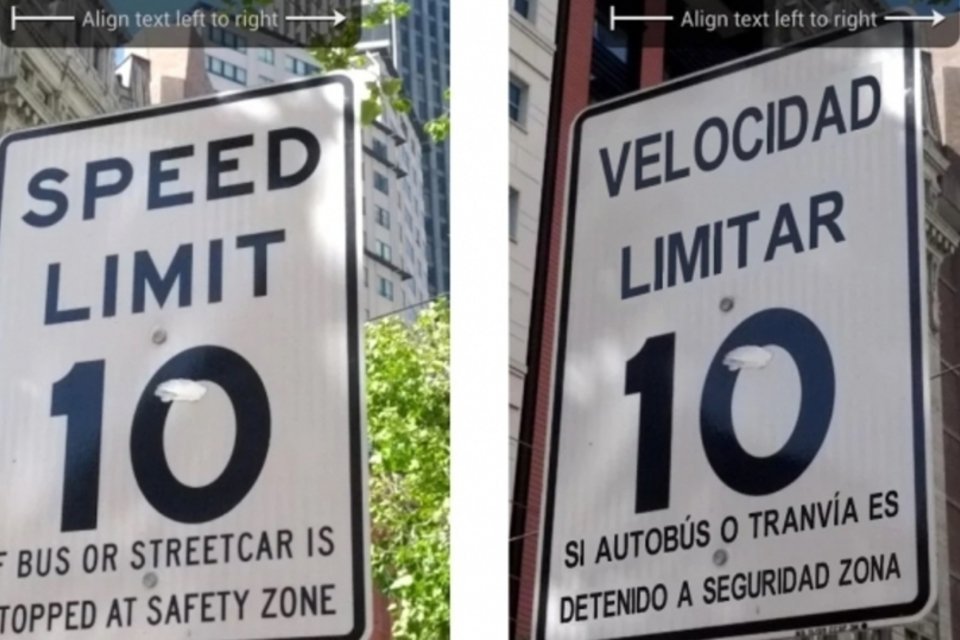 Align text left to right
SPEED
LIMIT
10
BUS OR STREETCAR IS
TOPPED AT SAFETY ZONE
Align text left to right
VELOCIDAD
LIMITAR
10
SI AUTOBÚS O TRANVÍA ES
DETENIDO A SEGURIDAD ZONA